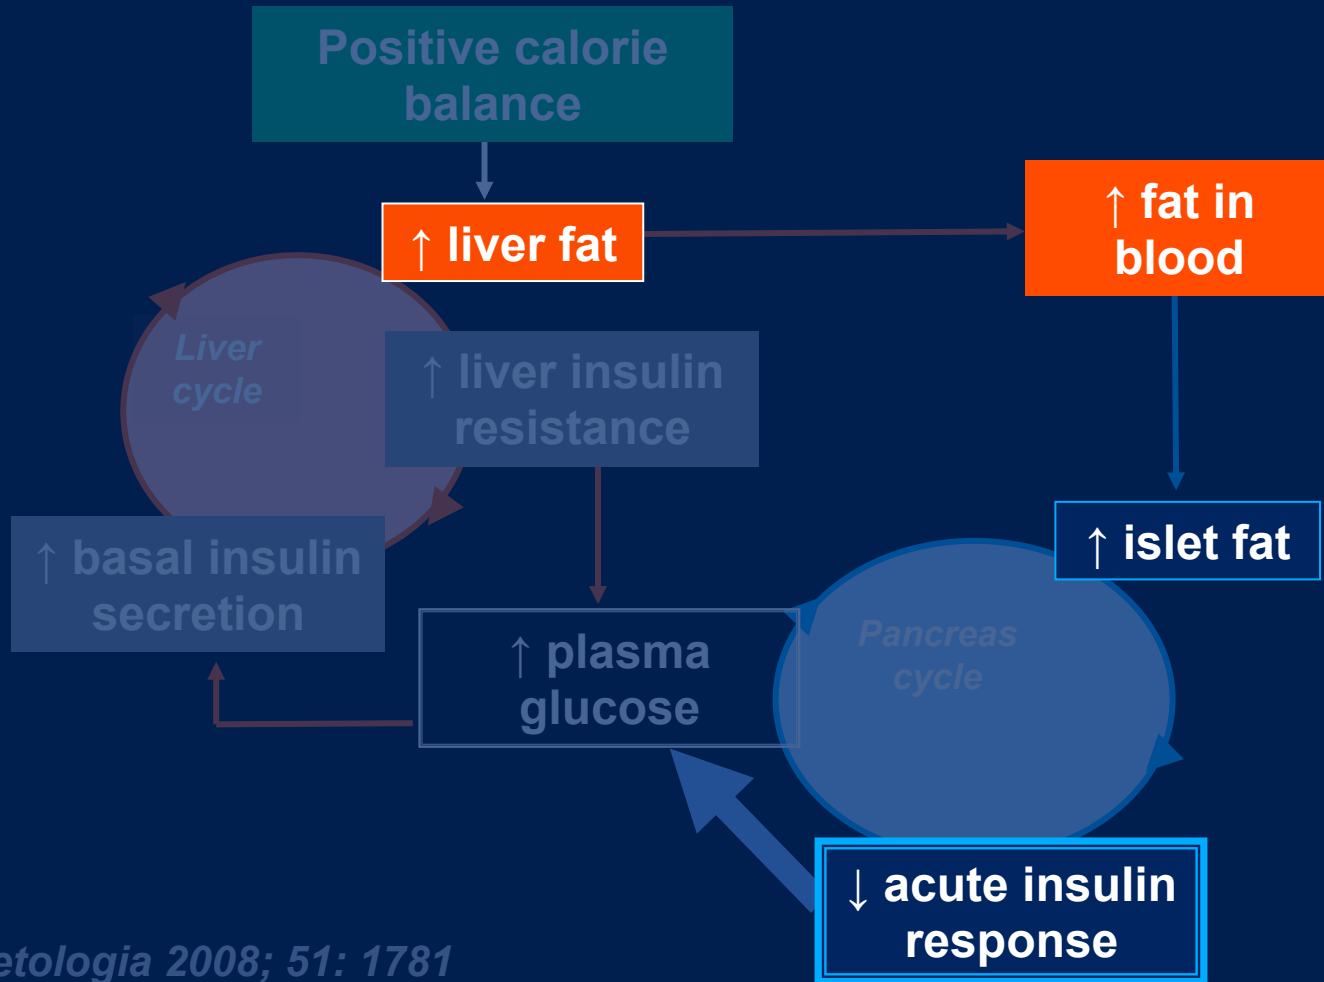 Positive calorie
balance
↑ liver fat
↑ fat in
blood
Liver
cycle
↑ liver insulin
resistance
↑ islet fat
↑ basal insulin
secretion
↑ plasma
glucose
Pancreas
cycle
↓ acute insulin
response
etologia 2008; 51: 1781